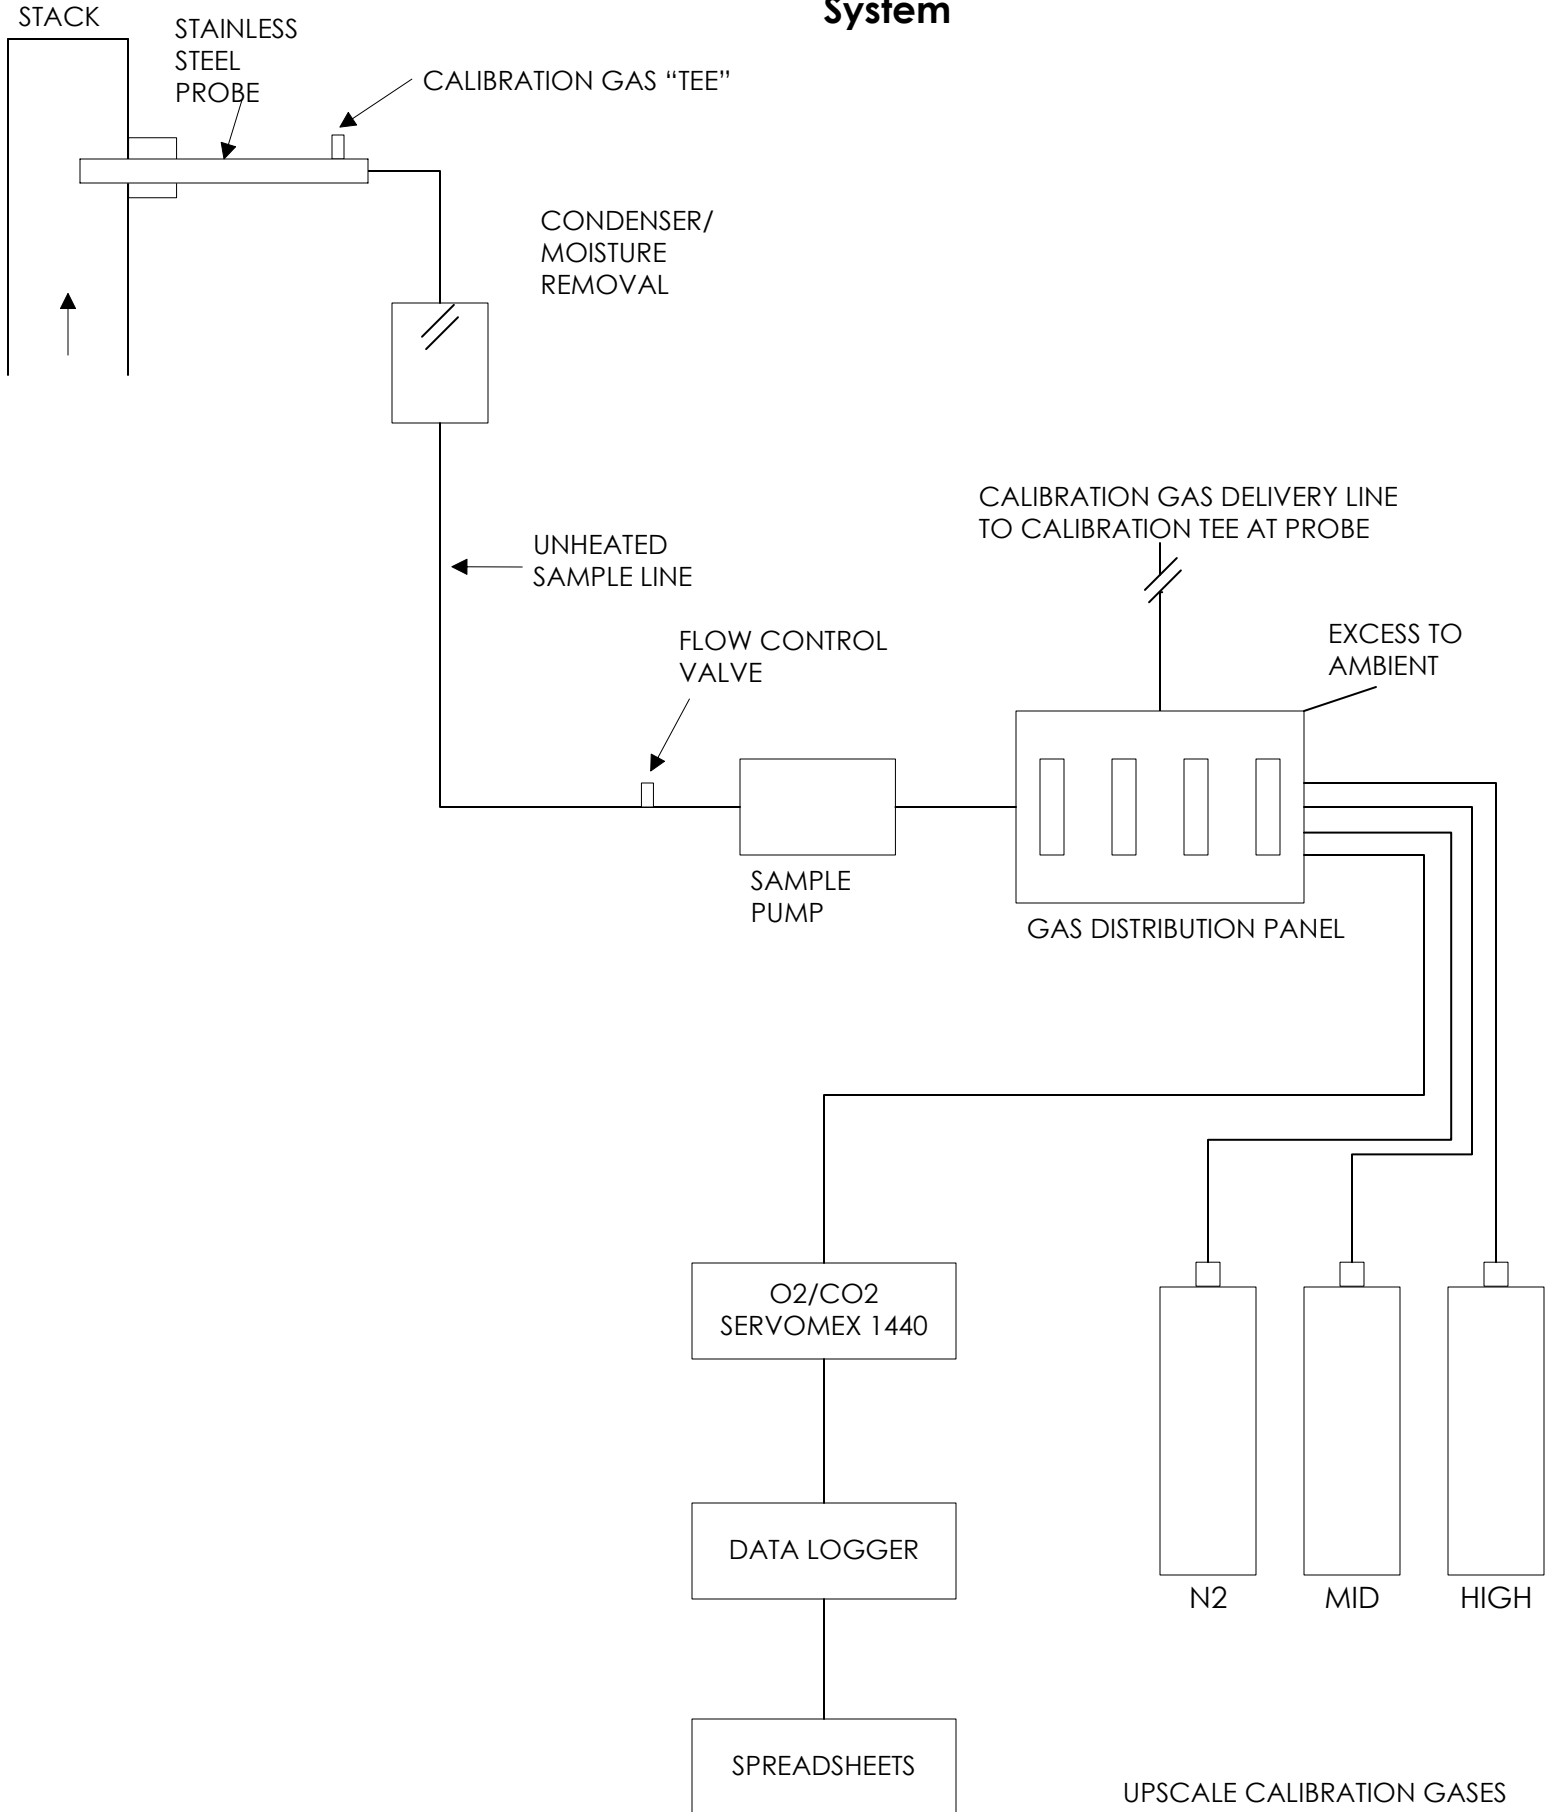 System
STACK
STAINLESS
STEEL
PROBE
CALIBRATION GAS “TEE”
CONDENSER/
MOISTURE
REMOVAL
CALIBRATION GAS DELIVERY LINE
TO CALIBRATION TEE AT PROBE
UNHEATED
SAMPLE LINE
FLOW CONTROL
VALVE
EXCESS TO
AMBIENT
SAMPLE
PUMP
GAS DISTRIBUTION PANEL
O2/CO2
SERVOMEX 1440
DATA LOGGER
N2
MID
HIGH
SPREADSHEETS
UPSCALE CALIBRATION GASES